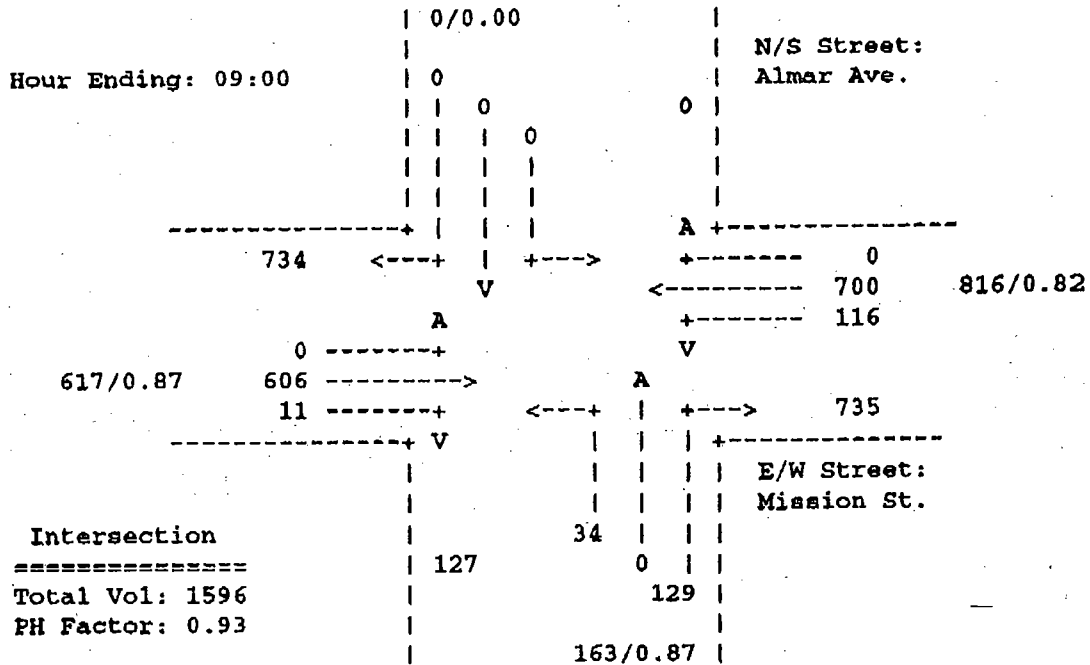 0/0.00
N/S Street:
Hour Ending: 09:00 0 Almar Ave.
0 0
0
A
734 0
V 700 816/0.82
A 116
0 V
617/0.87 606 A
11 735
V
E/W Street:
Mission St.
Intersection 34
127 0
Total Vol: 1596 129
PH Factor: 0.93
163/0.87